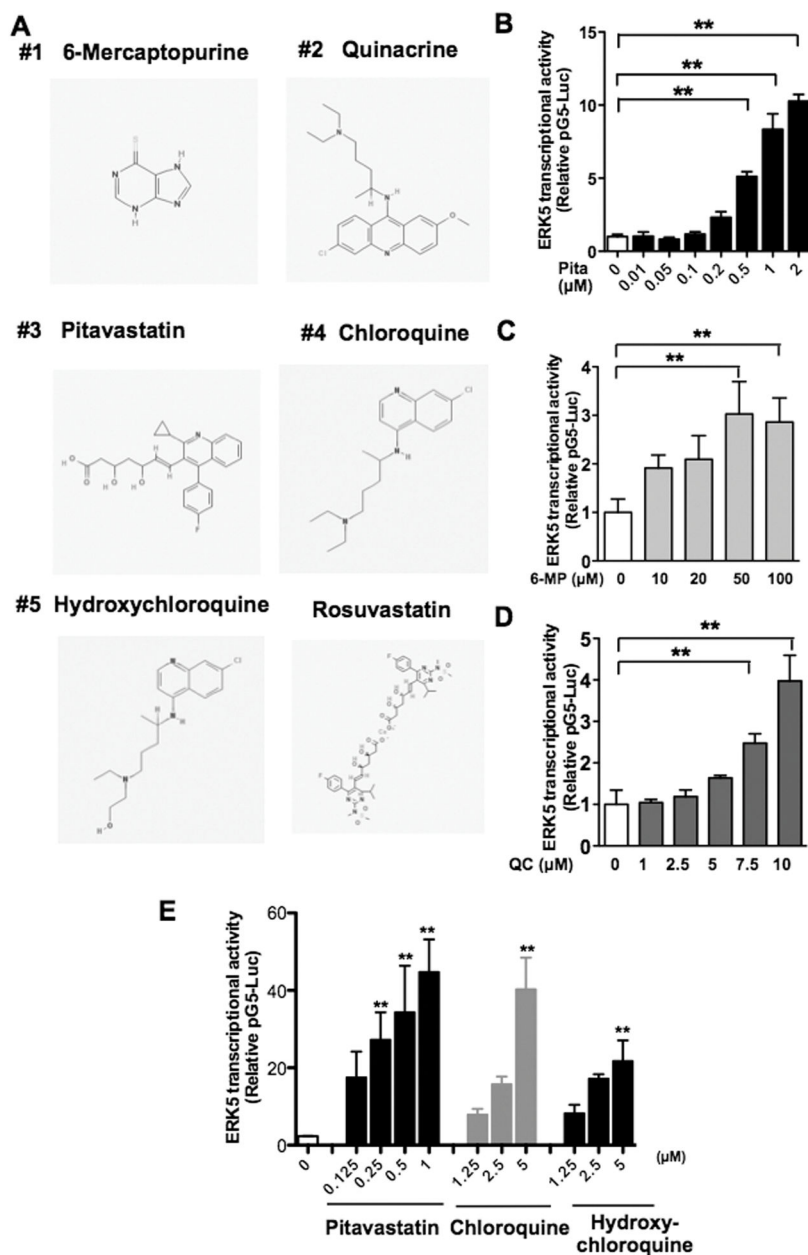 A
#1 6-Mercaptopurine
#2 Quinacrine
#3 Pitavastatin
#4 Chloroquine
#5 Hydroxychloroquine
Rosuvastatin
B
ERK5 transcriptional activity
(Relative pG5-Luc)
15
10
5
0
** 
**
**
Pita
(µM)
0 0.01 0.05 0.1 0.2 0.5 1 2
C
ERK5 transcriptional activity
(Relative pG5-Luc)
4
3
2
1
0
**
**
6-MP (µM) 0 10 20 50 100
D
ERK5 transcriptional activity
(Relative pG5-Luc)
5
4
3
2
1
0
**
**
QC (µM) 0 1 2.5 5 7.5 10
E
ERK5 transcriptional activity
(Relative pG5-Luc)
60
40
20
0
** ** ** ** **
0 0.125 0.25 0.5 1 1.25 2.5 5 1.25 2.5 5 (µM)
Pitavastatin Chloroquine Hydroxy-
chloroquine